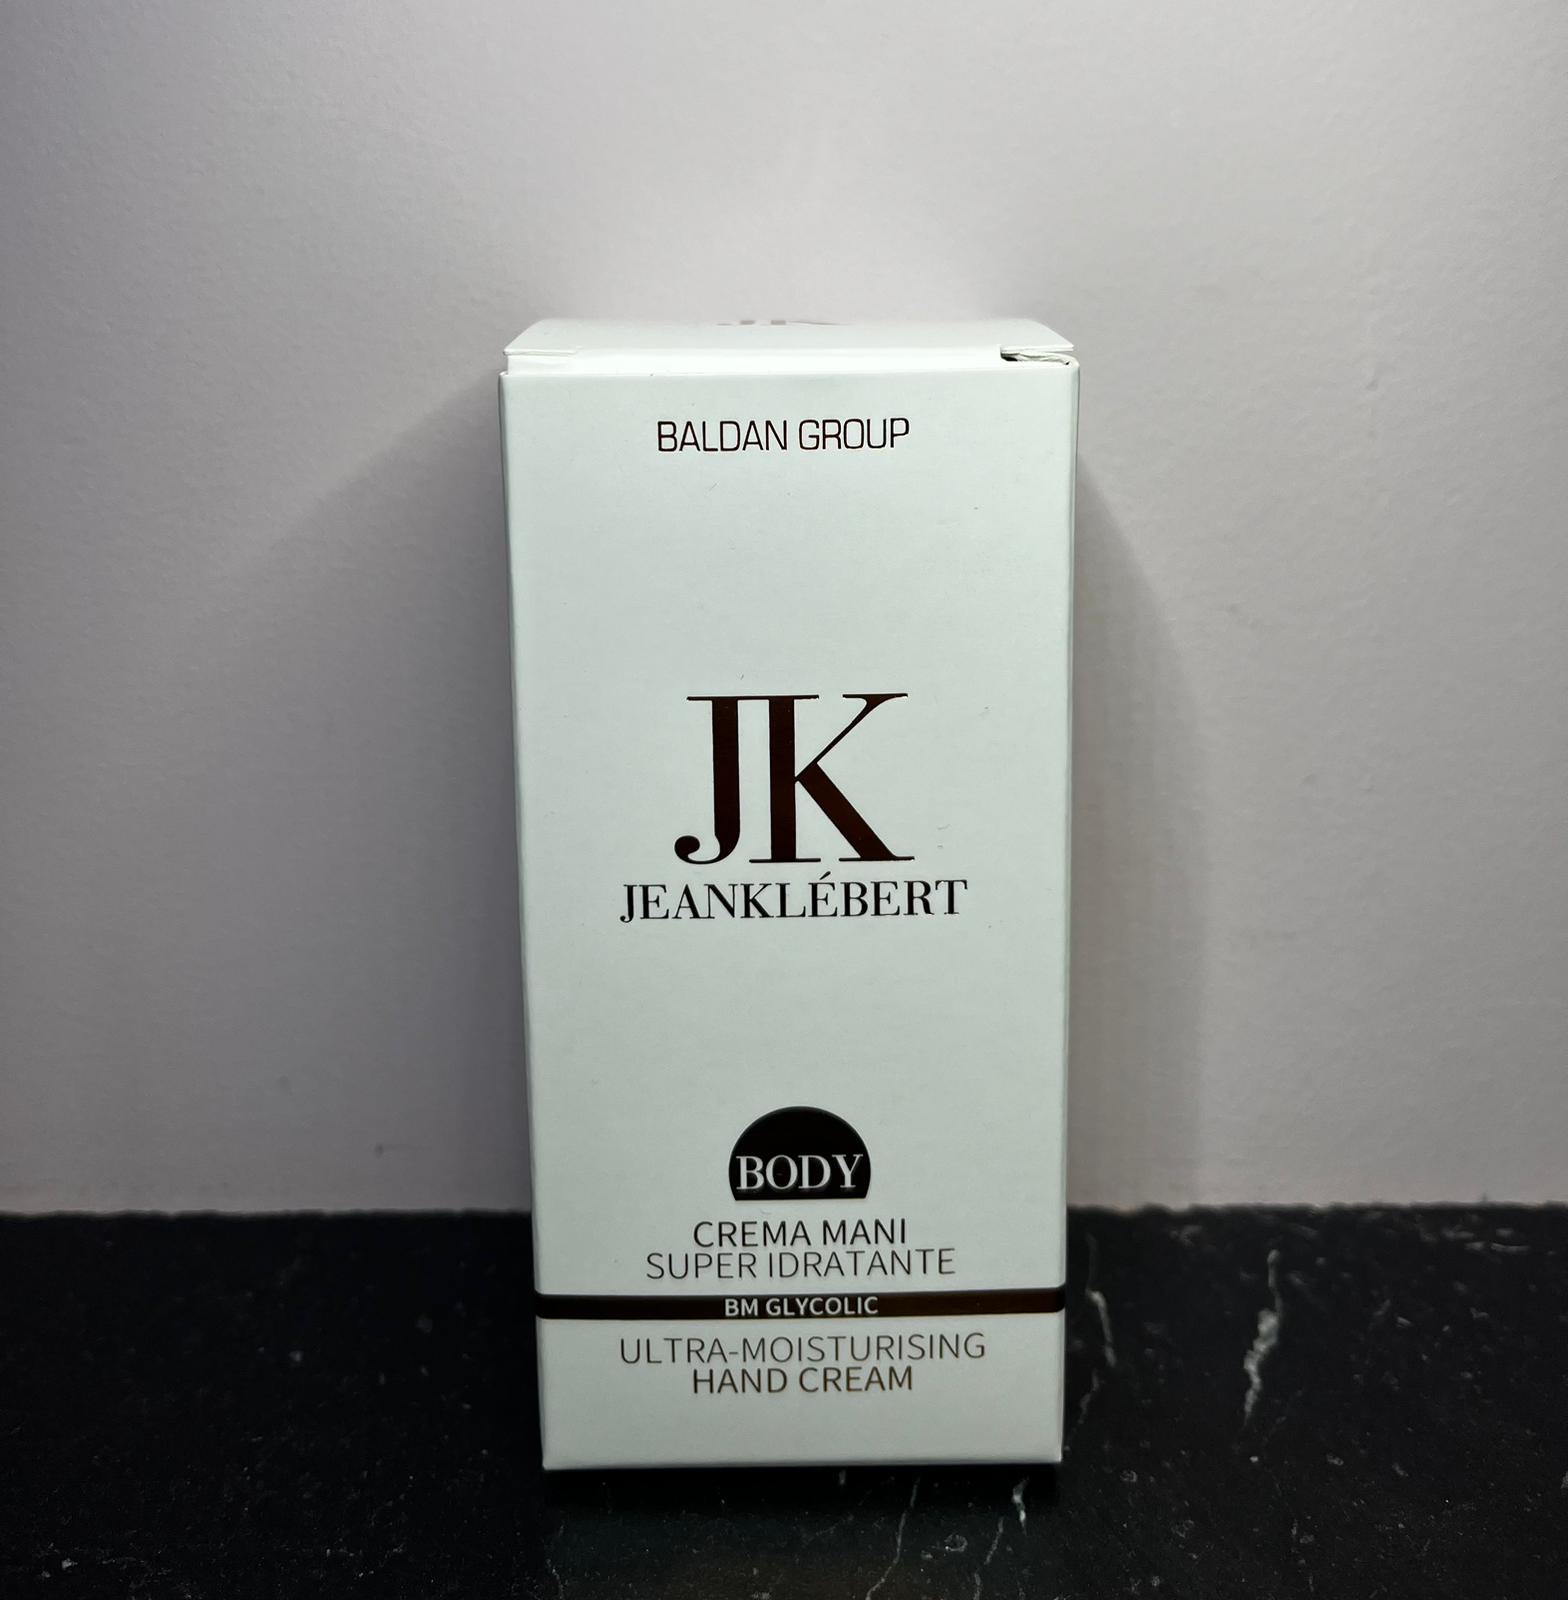 BALDAN GROUP
JK
JEANKLÉBERT
BODY
CREMA MANI
SUPER IDRATANTE
BM GLYCOLIC
ULTRA-MOISTURISING
HAND CREAM